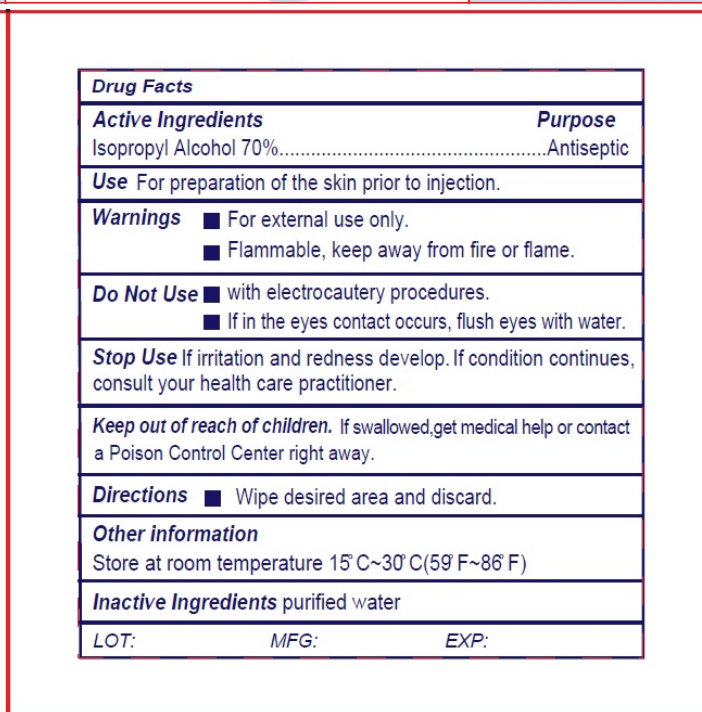 Drug Facts
Active Ingredients Purpose
Isopropyl Alcohol 70%...................................................Antiseptic
Use For preparation of the skin prior to injection.
Warnings ■ For external use only.
■ Flammable, keep away from fire or flame.
Do Not Use ■ with electrocautery procedures.
■ If in the eyes contact occurs, flush eyes with water.
Stop Use If irritation and redness develop. If condition continues,
consult your health care practitioner.
Keep out of reach of children. If swallowed,get medical help or contact
a Poison Control Center right away.
Directions ■ Wipe desired area and discard.
Other information
Store at room temperature 15°C~30°C(59°F~86°F)
Inactive Ingredients purified water
LOT: MFG: EXP: